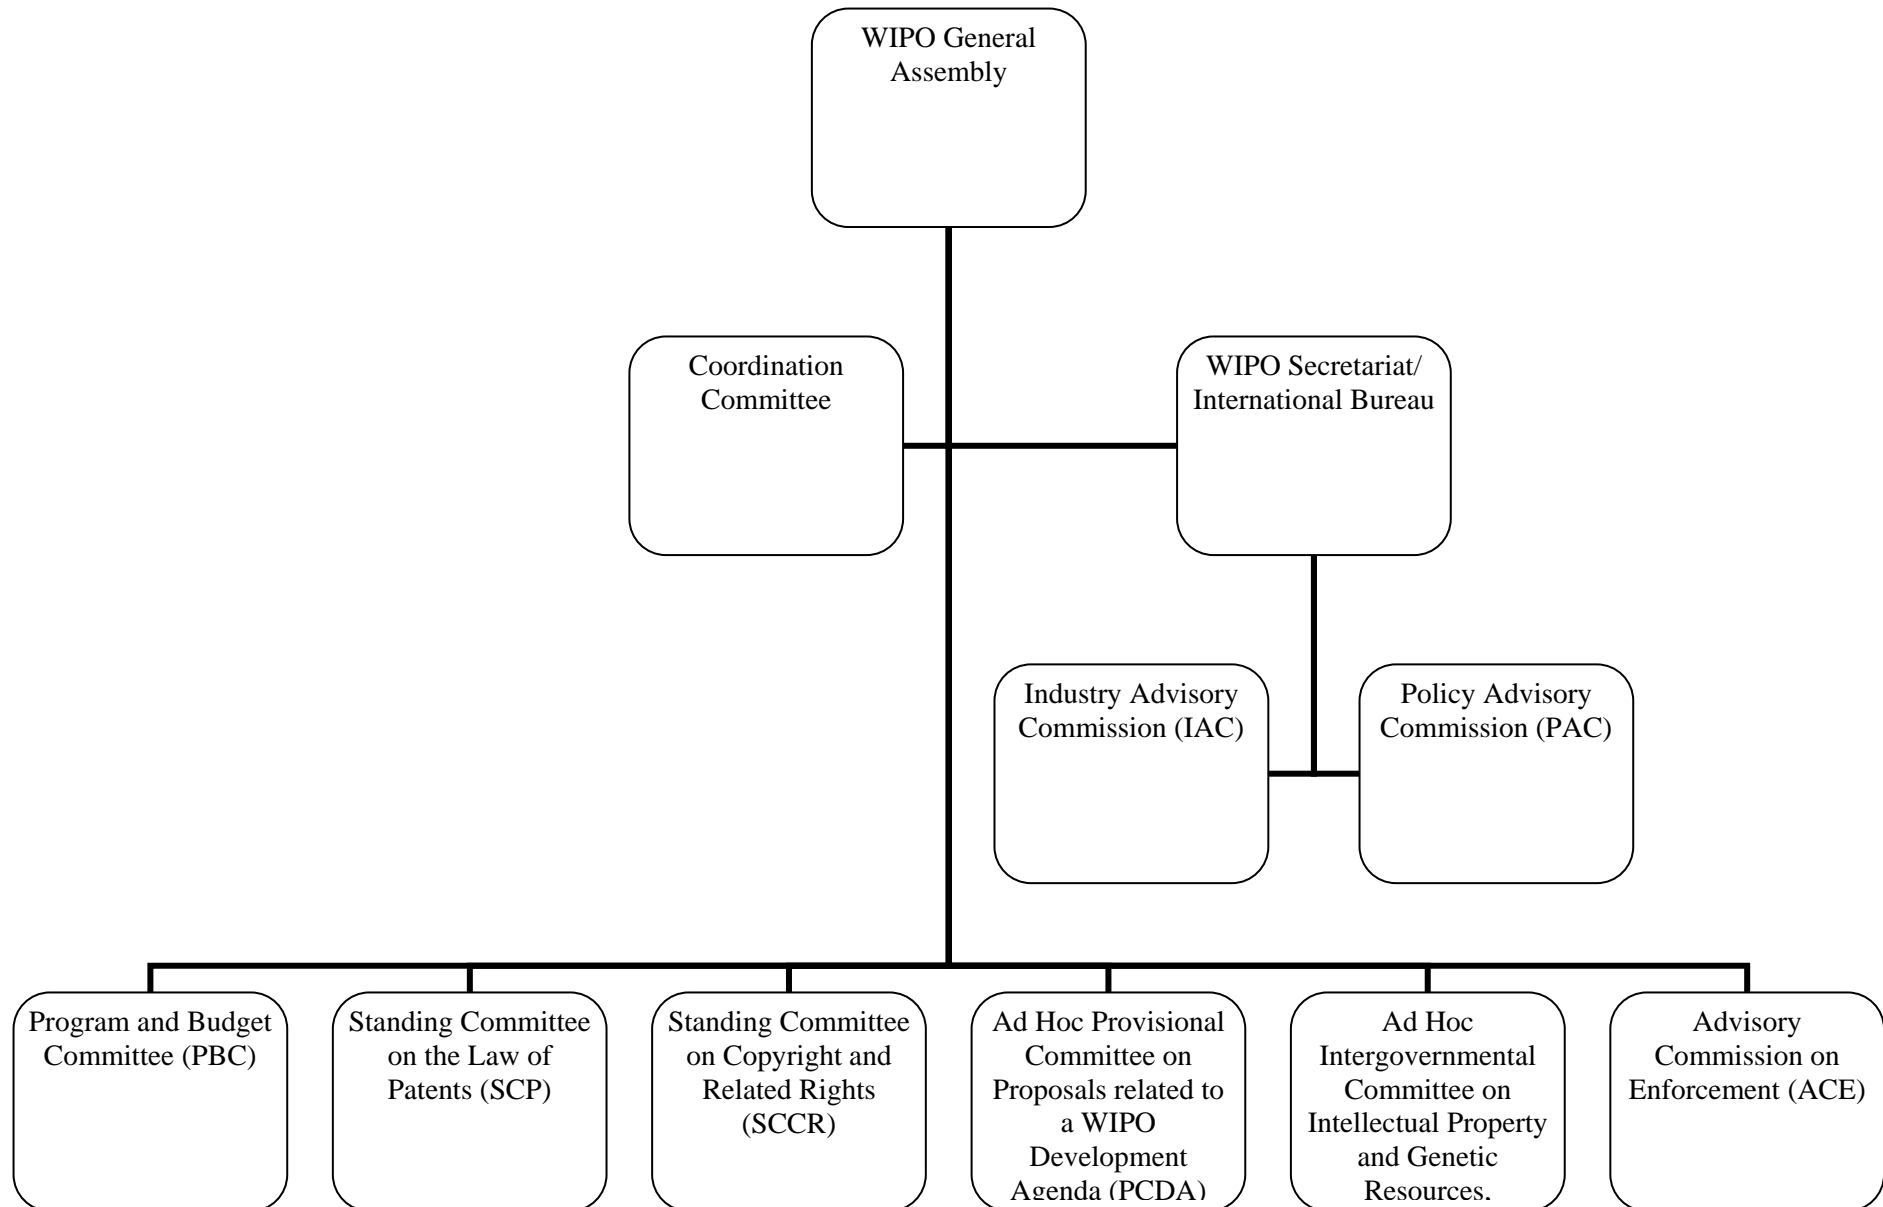 WIPO General
Assembly
Coordination
Committee
WIPO Secretariat/
International Bureau
Industry Advisory
Commission (IAC)
Policy Advisory
Commission (PAC)
Program and Budget
Committee (PBC)
Standing Committee
on the Law of
Patents (SCP)
Standing Committee
on Copyright and
Related Rights
(SCCR)
Ad Hoc Provisional
Committee on
Proposals related to
a WIPO
Development
Agenda (PCDA)
Ad Hoc
Intergovernmental
Committee on
Intellectual Property
and Genetic
Resources,
Advisory
Commission on
Enforcement (ACE)